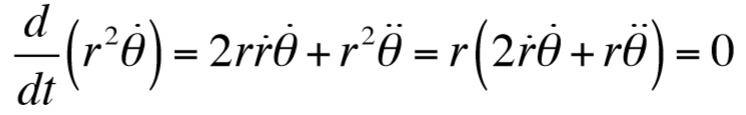 d/dt (r²θ̇) = 2rṙθ̇ + r²θ̈ = r(2ṙθ̇ + rθ̈) = 0